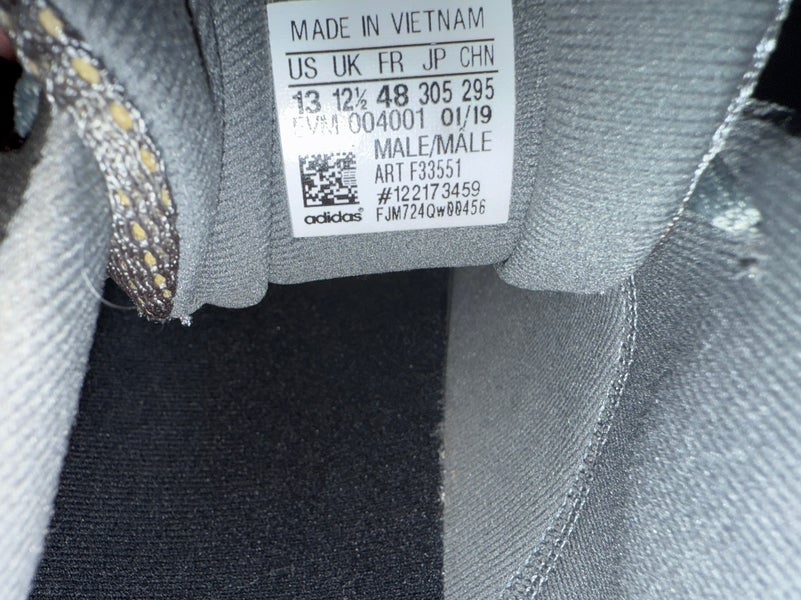 MADE IN VIETNAM
US UK FR JP CHN
13 12½ 48 305 295
EVM 004001 01/19
MALE/MÂLE
ART F33551
#122173459
adidas® FJM724QW00456